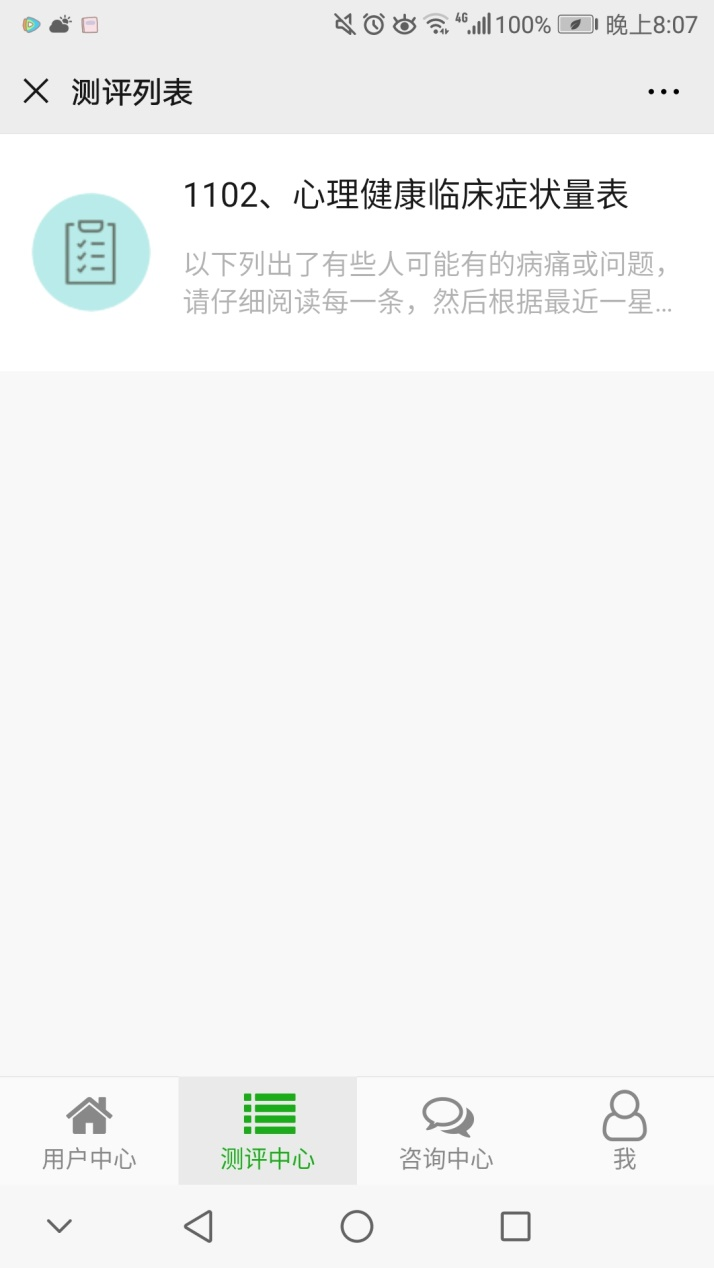 4G 100% 晚上8:07
测评列表
1102、心理健康临床症状量表
以下列出了有些人可能有的病痛或问题，
请仔细阅读每一条，然后根据最近一星...
用户中心 测评中心 咨询中心 我